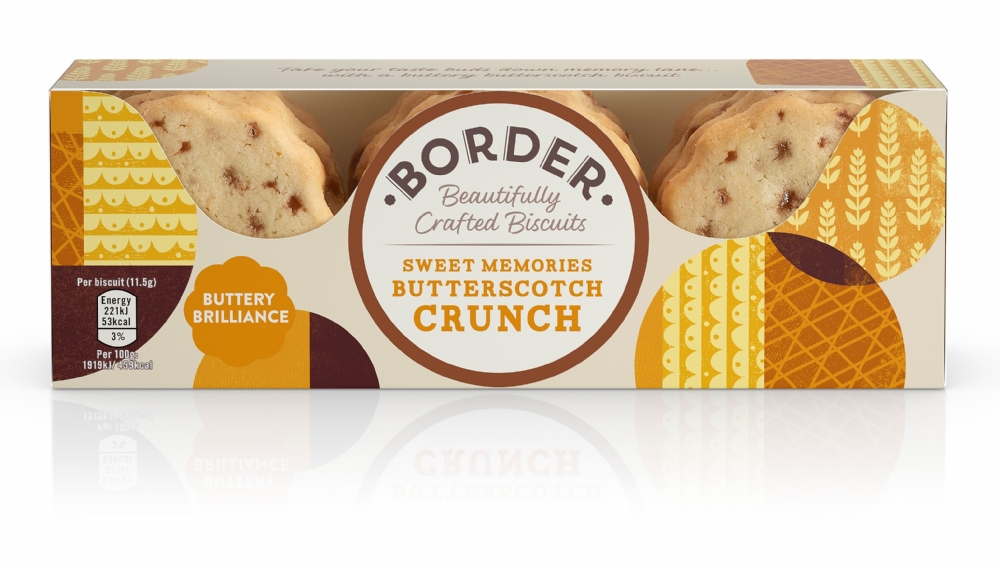 Take your taste buds down memory lane...
with a buttery butterscotch biscuit
·BORDER·
Beautifully
Crafted Biscuits
SWEET MEMORIES
BUTTERSCOTCH
CRUNCH
BUTTERY
BRILLIANCE
Per biscuit (11.5g)
Energy
221kJ
53kcal
3%
Per 100g:
1919kJ/459kcal